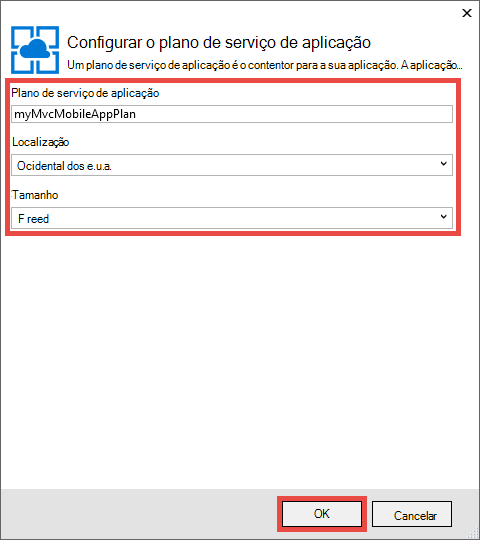 Configurar o plano de serviço de aplicação
Um plano de serviço de aplicação é o contentor para a sua aplicação. A aplicação...
Plano de serviço de aplicação
myMvcMobileAppPlan
Localização
Ocidental dos e.u.a.
Tamanho
F reed
OK
Cancelar